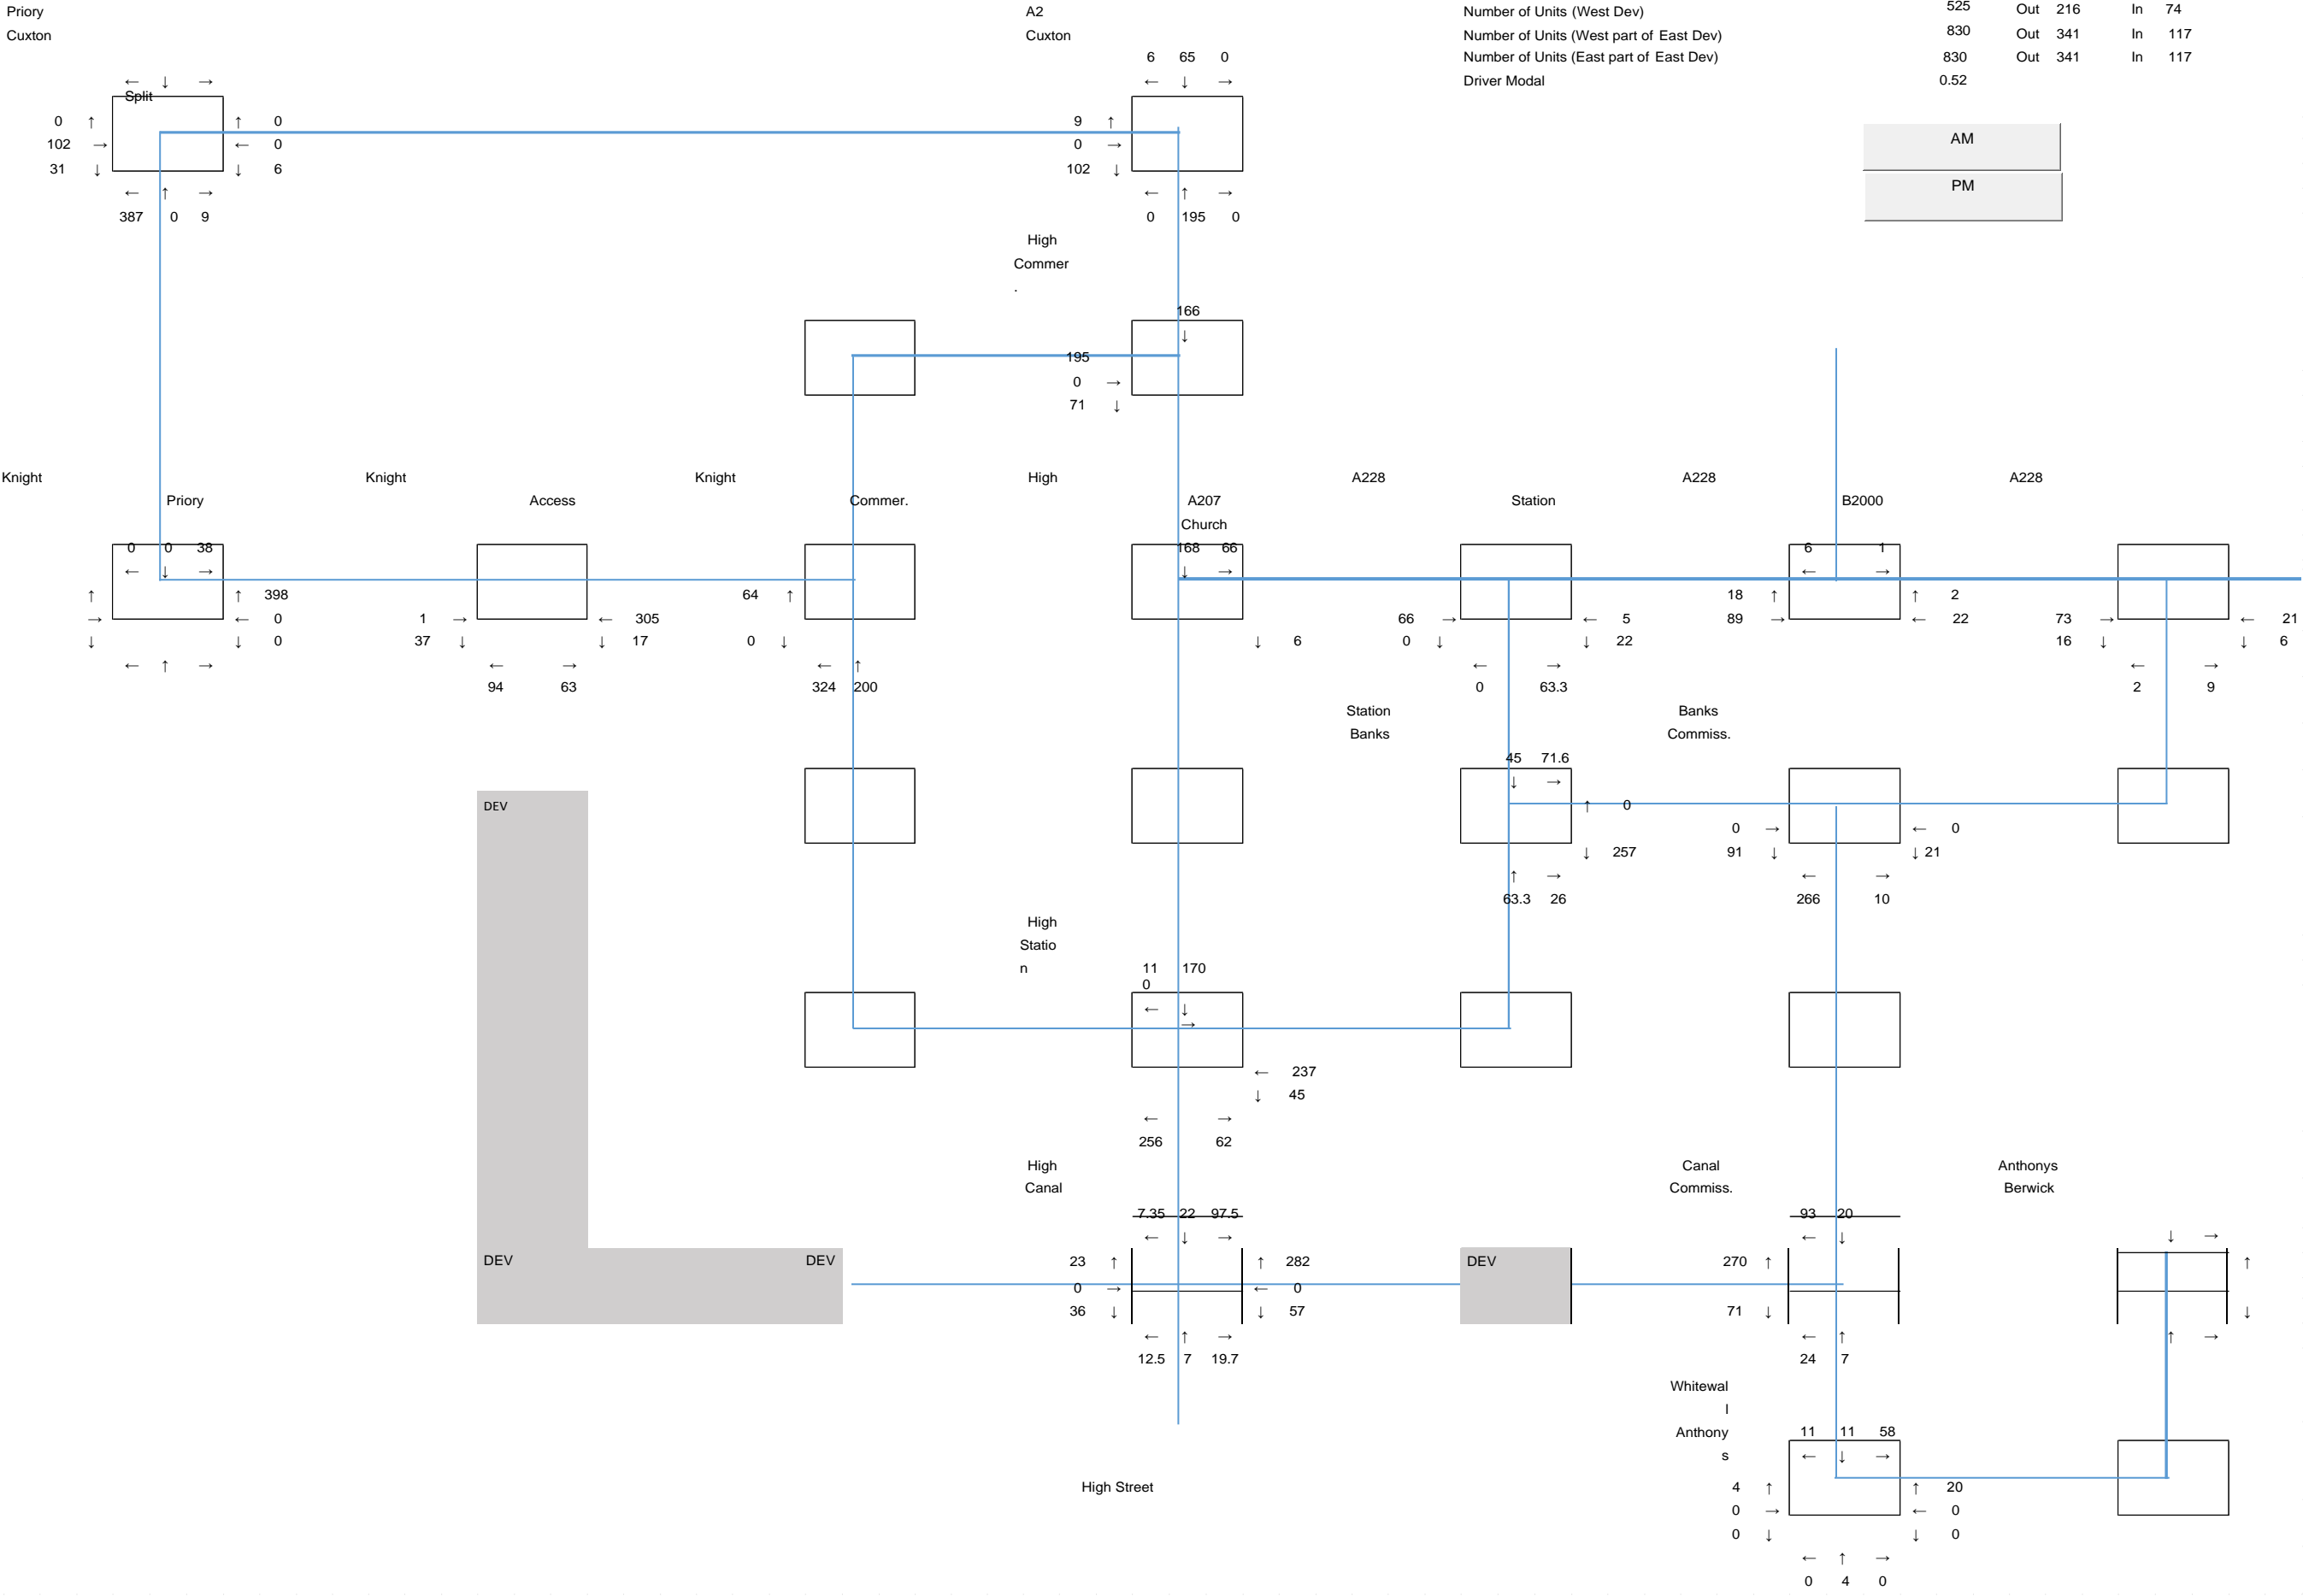 Priory A2 Number of Units (West Dev) 525 Out 216 In 74
Cuxton Cuxton Number of Units (West part of East Dev) 830 Out 341 In 117
6 65 0 Number of Units (East part of East Dev) 830 Out 341 In 117
← ↓ → ← ↓ → Driver Modal 0.52
Split
0 ↑ ↑ 0 9 ↑
AM
102 → ← 0 0 →
31 ↓ ↓ 6 102 ↓
PM
← ↑ → ← ↑ →
387 0 9 0 195 0
High
Commer
.
166
↓
195
0 →
71 ↓
Knight Knight Knight High A228 A228 A228
Priory Access Commer. A207 Station B2000
Church
0 0 38 168 66 6 1
← ↓ → ↓ → ← →
↑ ↑ 398 64 ↑ 18 ↑ ↑ 2
→ ← 0 1 → ← 305 66 → ← 5 89 → ← 22 73 → ← 21
↓ ↓ 0 37 ↓ ↓ 17 0 ↓ ↓ 6 0 ↓ ↓ 22 16 ↓ ↓ 6
← ↑ → ← → ← ↑ ← → ← →
94 63 324 200 0 63.3 2 9
Station Banks
Banks Commiss.
45 71.6
↓ →
DEV ↑ 0
0 → ← 0
↓ 257 91 ↓ ↓ 21
↑ → ← →
63.3 26 266 10
High
Statio
n 11 170
0
← ↓
→
← 237
↓ 45
← →
256 62
High Canal Anthonys
Canal Commiss. Berwick
7.35 22 97.5 93 20
← ↓ → ← ↓ ↓ →
DEV DEV 23 ↑ ↑ 282 DEV 270 ↑ ↑
0 → ← 0
36 ↓ ↓ 57 71 ↓ ↓
← ↑ → ← ↑ ↑ →
12.5 7 19.7 24 7
Whitewal
l
Anthony 11 11 58
s ← ↓ →
High Street 4 ↑ ↑ 20
0 → ← 0
0 ↓ ↓ 0
← ↑ →
0 4 0